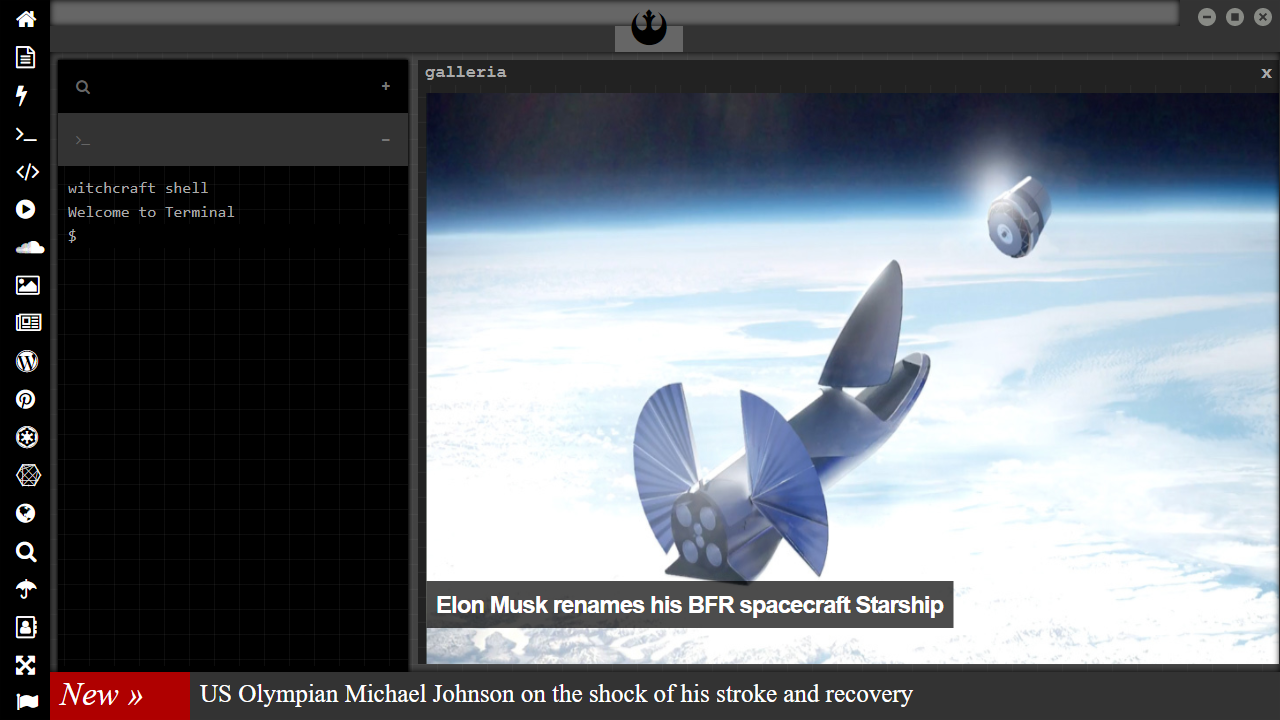 galleria
x
+
>_
−
witchcraft shell
Welcome to Terminal
$
Elon Musk renames his BFR spacecraft Starship
New »
US Olympian Michael Johnson on the shock of his stroke and recovery